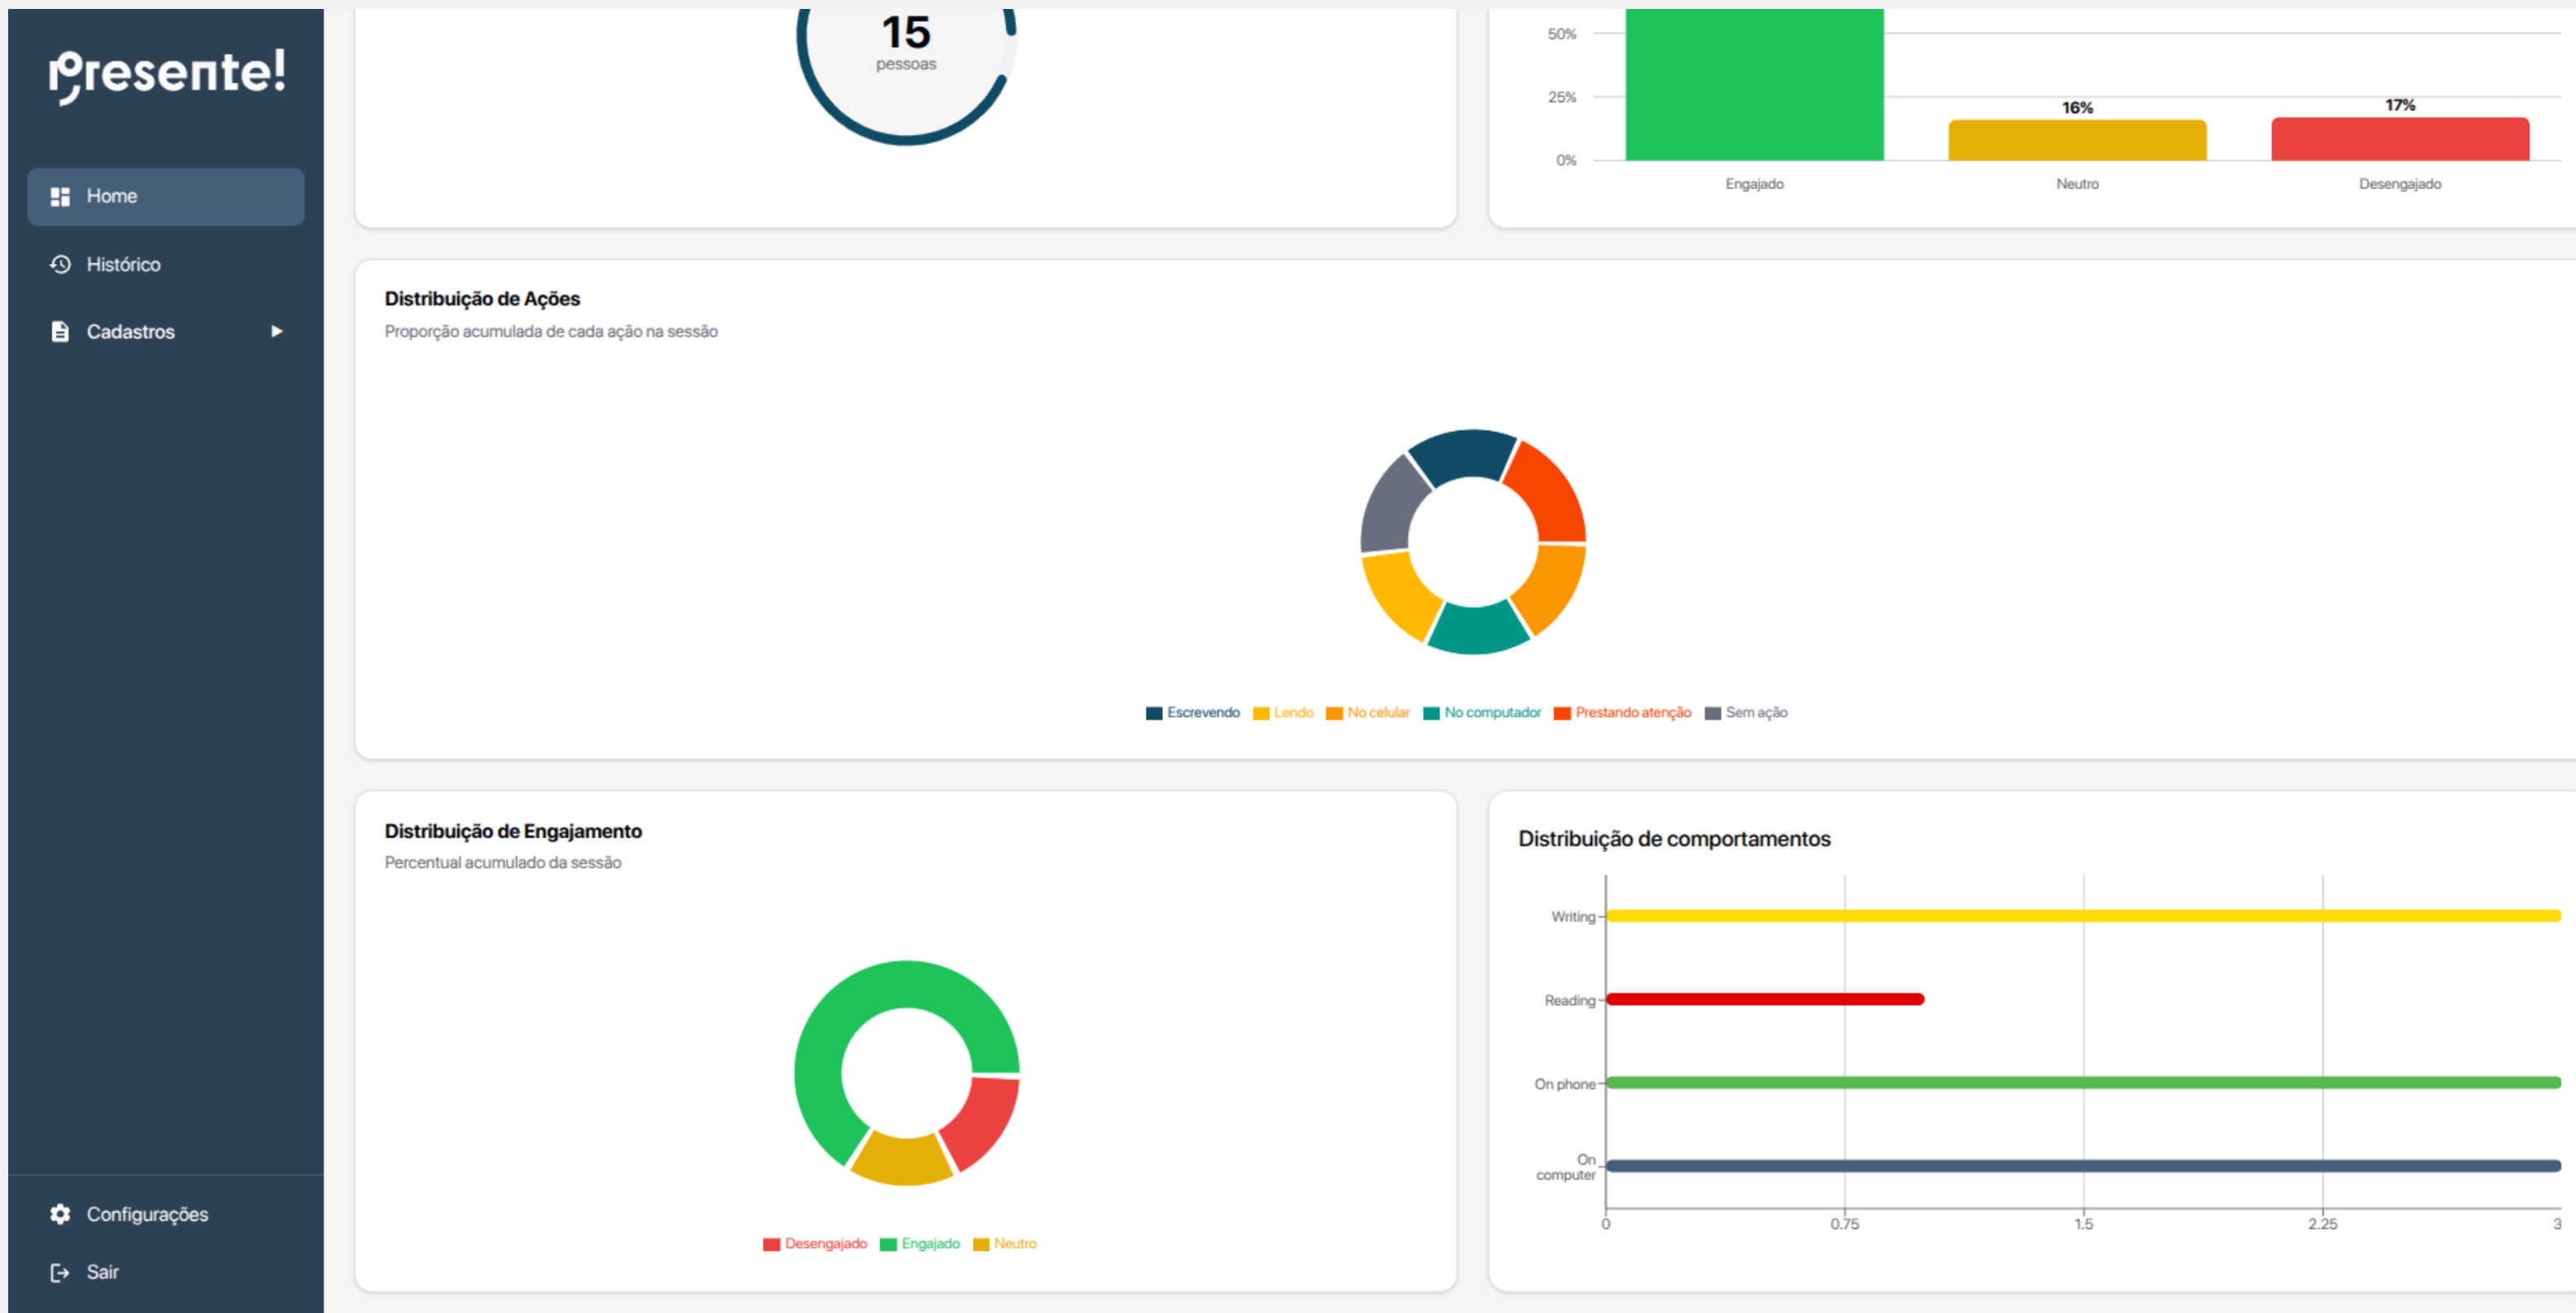 presente!
Home
Histórico
Cadastros
Configurações
Sair
15
pessoas
50%
25%
0%
16%
17%
Engajado
Neutro
Desengajado
Distribuição de Ações
Proporção acumulada de cada ação na sessão
Escrevendo
Lendo
No celular
No computador
Prestando atenção
Sem ação
Distribuição de Engajamento
Percentual acumulado da sessão
Desengajado
Engajado
Neutro
Distribuição de comportamentos
Writing
Reading
On phone
On
computer
0
0.75
1.5
2.25
3